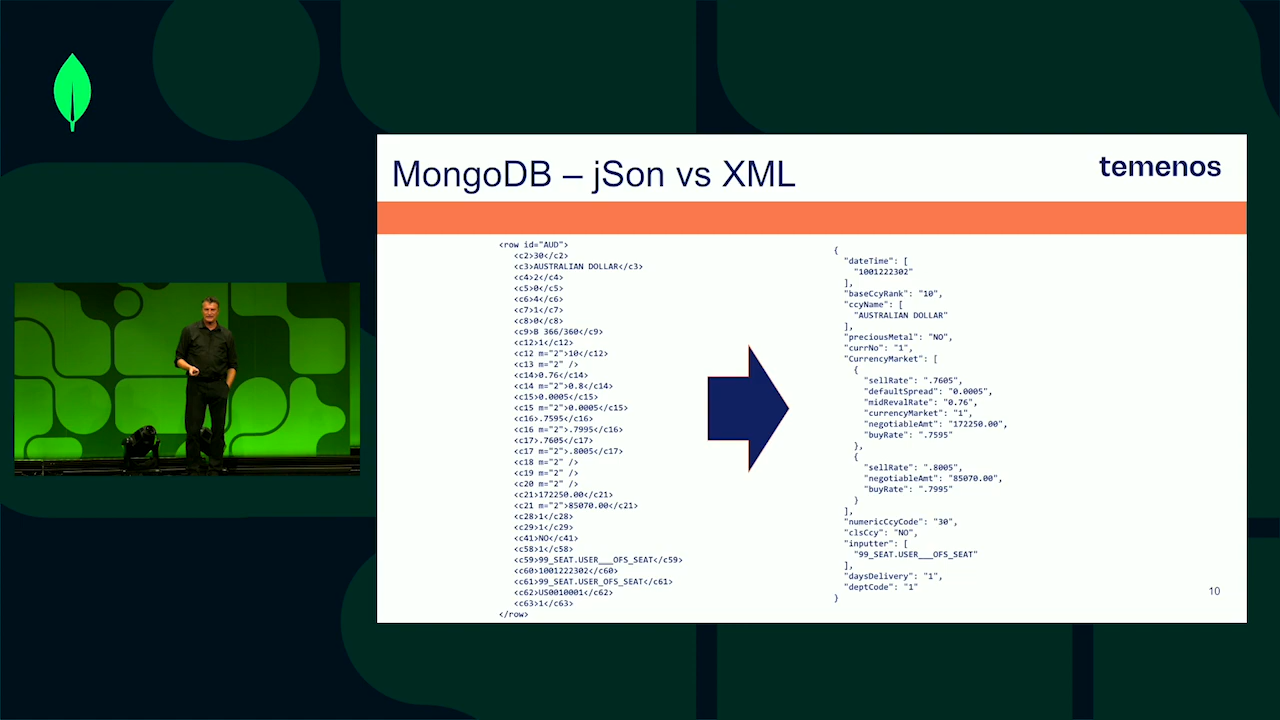 MongoDB – jSon vs XML
temenos
<row id="AUD">
<c2>30</c2>
<c3>AUSTRALIAN DOLLAR</c3>
<c4>2</c4>
<c5>0</c5>
<c6>4</c6>
<c7>1</c7>
<c8>0</c8>
<c9>B 366/360</c9>
<c12>1</c12>
<c12 m="2">10</c12>
<c13 m="2" />
<c14>0.76</c14>
<c14 m="2">0.8</c14>
<c15>0.0005</c15>
<c15 m="2">0.0005</c15>
<c16>.7595</c16>
<c16 m="2">.7995</c16>
<c17>.7605</c17>
<c17 m="2">.8005</c17>
<c18 m="2" />
<c19 m="2" />
<c20 m="2" />
<c21>172250.00</c21>
<c21 m="2">85070.00</c21>
<c28>1</c28>
<c29>1</c29>
<c41>NO</c41>
<c58>1</c58>
<c59>99_SEAT.USER___OFS_SEAT</c59>
<c60>1001222302</c60>
<c61>99_SEAT.USER_OFS_SEAT</c61>
<c62>US0010001</c62>
<c63>1</c63>
</row>
{
"dateTime": [
"1001222302"
],
"baseCcyRank": "10",
"ccyName": [
"AUSTRALIAN DOLLAR"
],
"preciousMetal": "NO",
"currNo": "1",
"CurrencyMarket": [
{
"sellRate": ".7605",
"defaultSpread": "0.0005",
"midRevalRate": "0.76",
"currencyMarket": "1",
"negotiableAmt": "172250.00",
"buyRate": ".7595"
},
{
"sellRate": ".8005",
"negotiableAmt": "85070.00",
"buyRate": ".7995"
}
],
"numericCcyCode": "30",
"clsCcy": "NO",
"inputter": [
"99_SEAT.USER___OFS_SEAT"
],
"daysDelivery": "1",
"deptCode": "1"
}
10